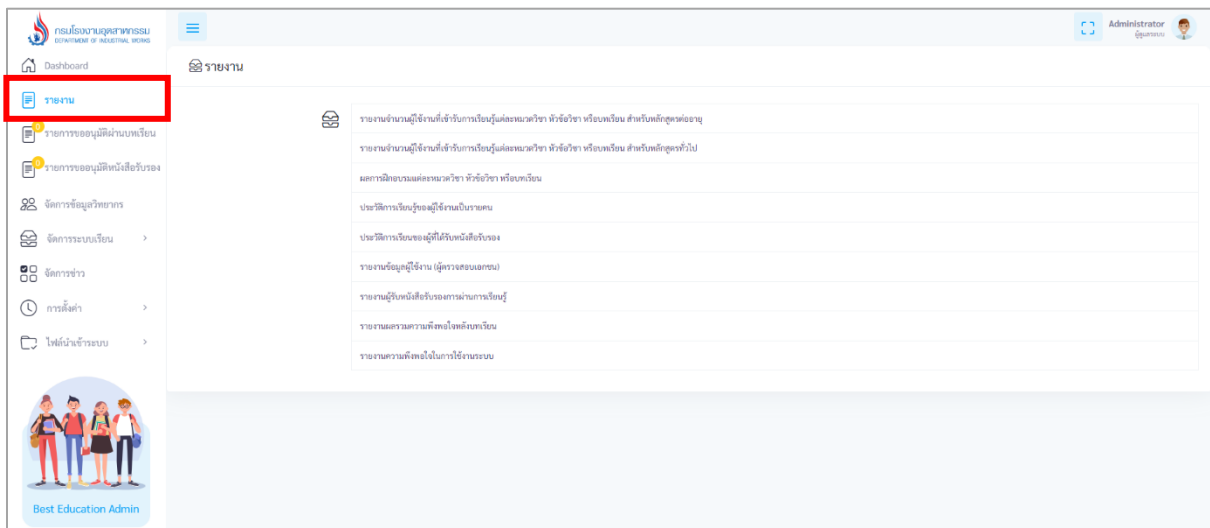 กรมโรงงานอุตสาหกรรม
DEPARTMENT OF INDUSTRIAL WORKS
Administrator
ผู้ดูแลระบบ
Dashboard
รายงาน
รายการขออนุมัติผ่านบทเรียน
0
รายการขออนุมัติหนังสือรับรอง
0
จัดการข้อมูลวิทยากร
จัดการระบบเรียน
จัดการข่าว
การตั้งค่า
ไฟล์นำเข้าระบบ
Best Education Admin
รายงาน
รายงานจำนวนผู้ใช้งานที่เข้ารับการเรียนรู้แต่ละหมวดวิชา หัวข้อวิชา หรือบทเรียน สำหรับหลักสูตรต่ออายุ
รายงานจำนวนผู้ใช้งานที่เข้ารับการเรียนรู้แต่ละหมวดวิชา หัวข้อวิชา หรือบทเรียน สำหรับหลักสูตรทั่วไป
ผลการฝึกอบรมแต่ละหมวดวิชา หัวข้อวิชา หรือบทเรียน
ประวัติการเรียนรู้ของผู้ใช้งานเป็นรายคน
ประวัติการเรียนของผู้ที่ได้รับหนังสือรับรอง
รายงานข้อมูลผู้ใช้งาน (ผู้ตรวจสอบเอกชน)
รายงานผู้รับหนังสือรับรองการผ่านการเรียนรู้
รายงานผลรวมความพึงพอใจหลังบทเรียน
รายงานความพึงพอใจในการใช้งานระบบ